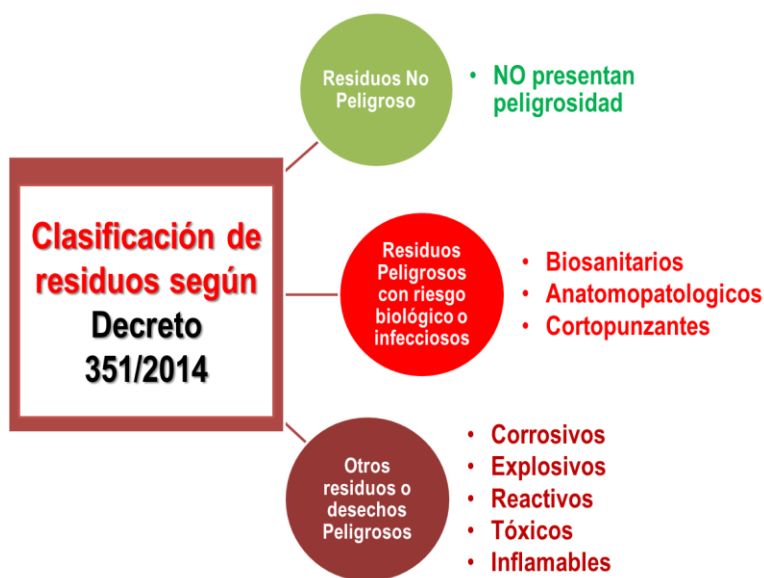 Clasificación de
residuos según
Decreto
351/2014
Residuos No
Peligroso
• NO presentan
peligrosidad
Residuos
Peligrosos
con riesgo
biológico o
infecciosos
• Biosanitarios
• Anatomopatologicos
• Cortopunzantes
Otros
residuos o
desechos
Peligrosos
• Corrosivos
• Explosivos
• Reactivos
• Tóxicos
• Inflamables